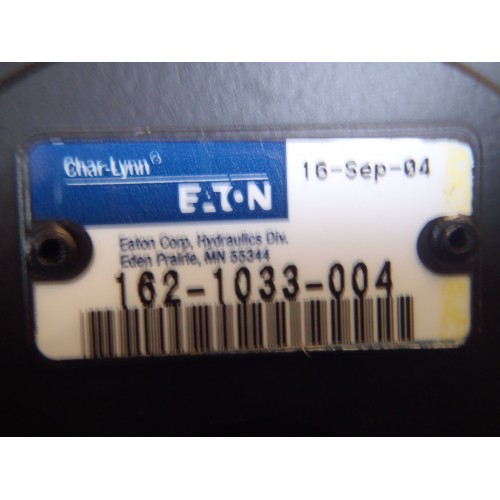 Char-Lynn®
EATON
16-Sep-04
Eaton Corp, Hydraulics Div.
Eden Prairie, MN 55344
162-1033-004